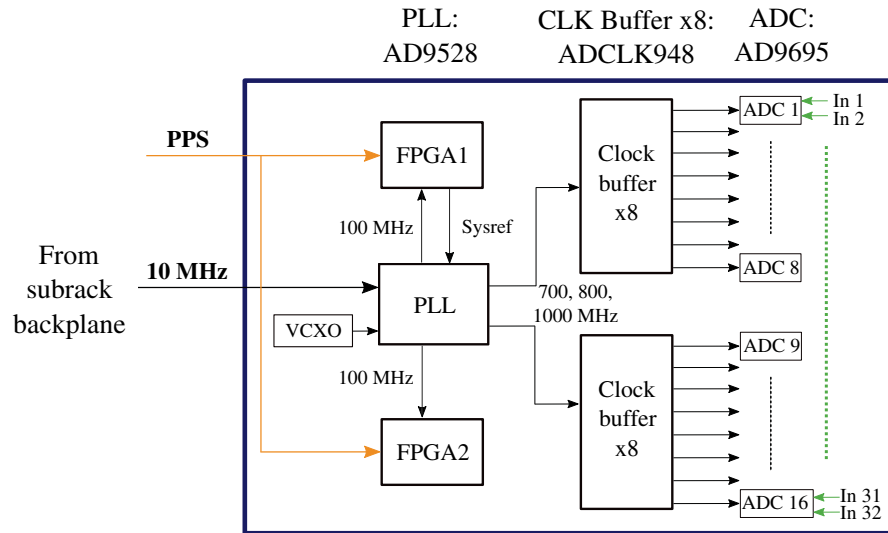 PLL:
AD9528
CLK Buffer x8:
ADCLK948
ADC:
AD9695
PPS
FPGA1
100 MHz
Sysref
From
subrack
backplane
10 MHz
PLL
VCXO
100 MHz
FPGA2
700, 800,
1000 MHz
Clock
buffer
x8
Clock
buffer
x8
ADC 1
In 1
In 2
ADC 8
ADC 9
ADC 16
In 31
In 32